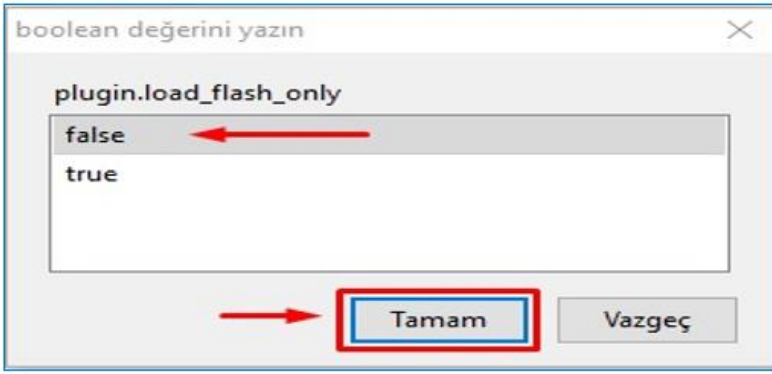 boolean değerini yazın
plugin.load_flash_only
false
true
Tamam
Vazgeç